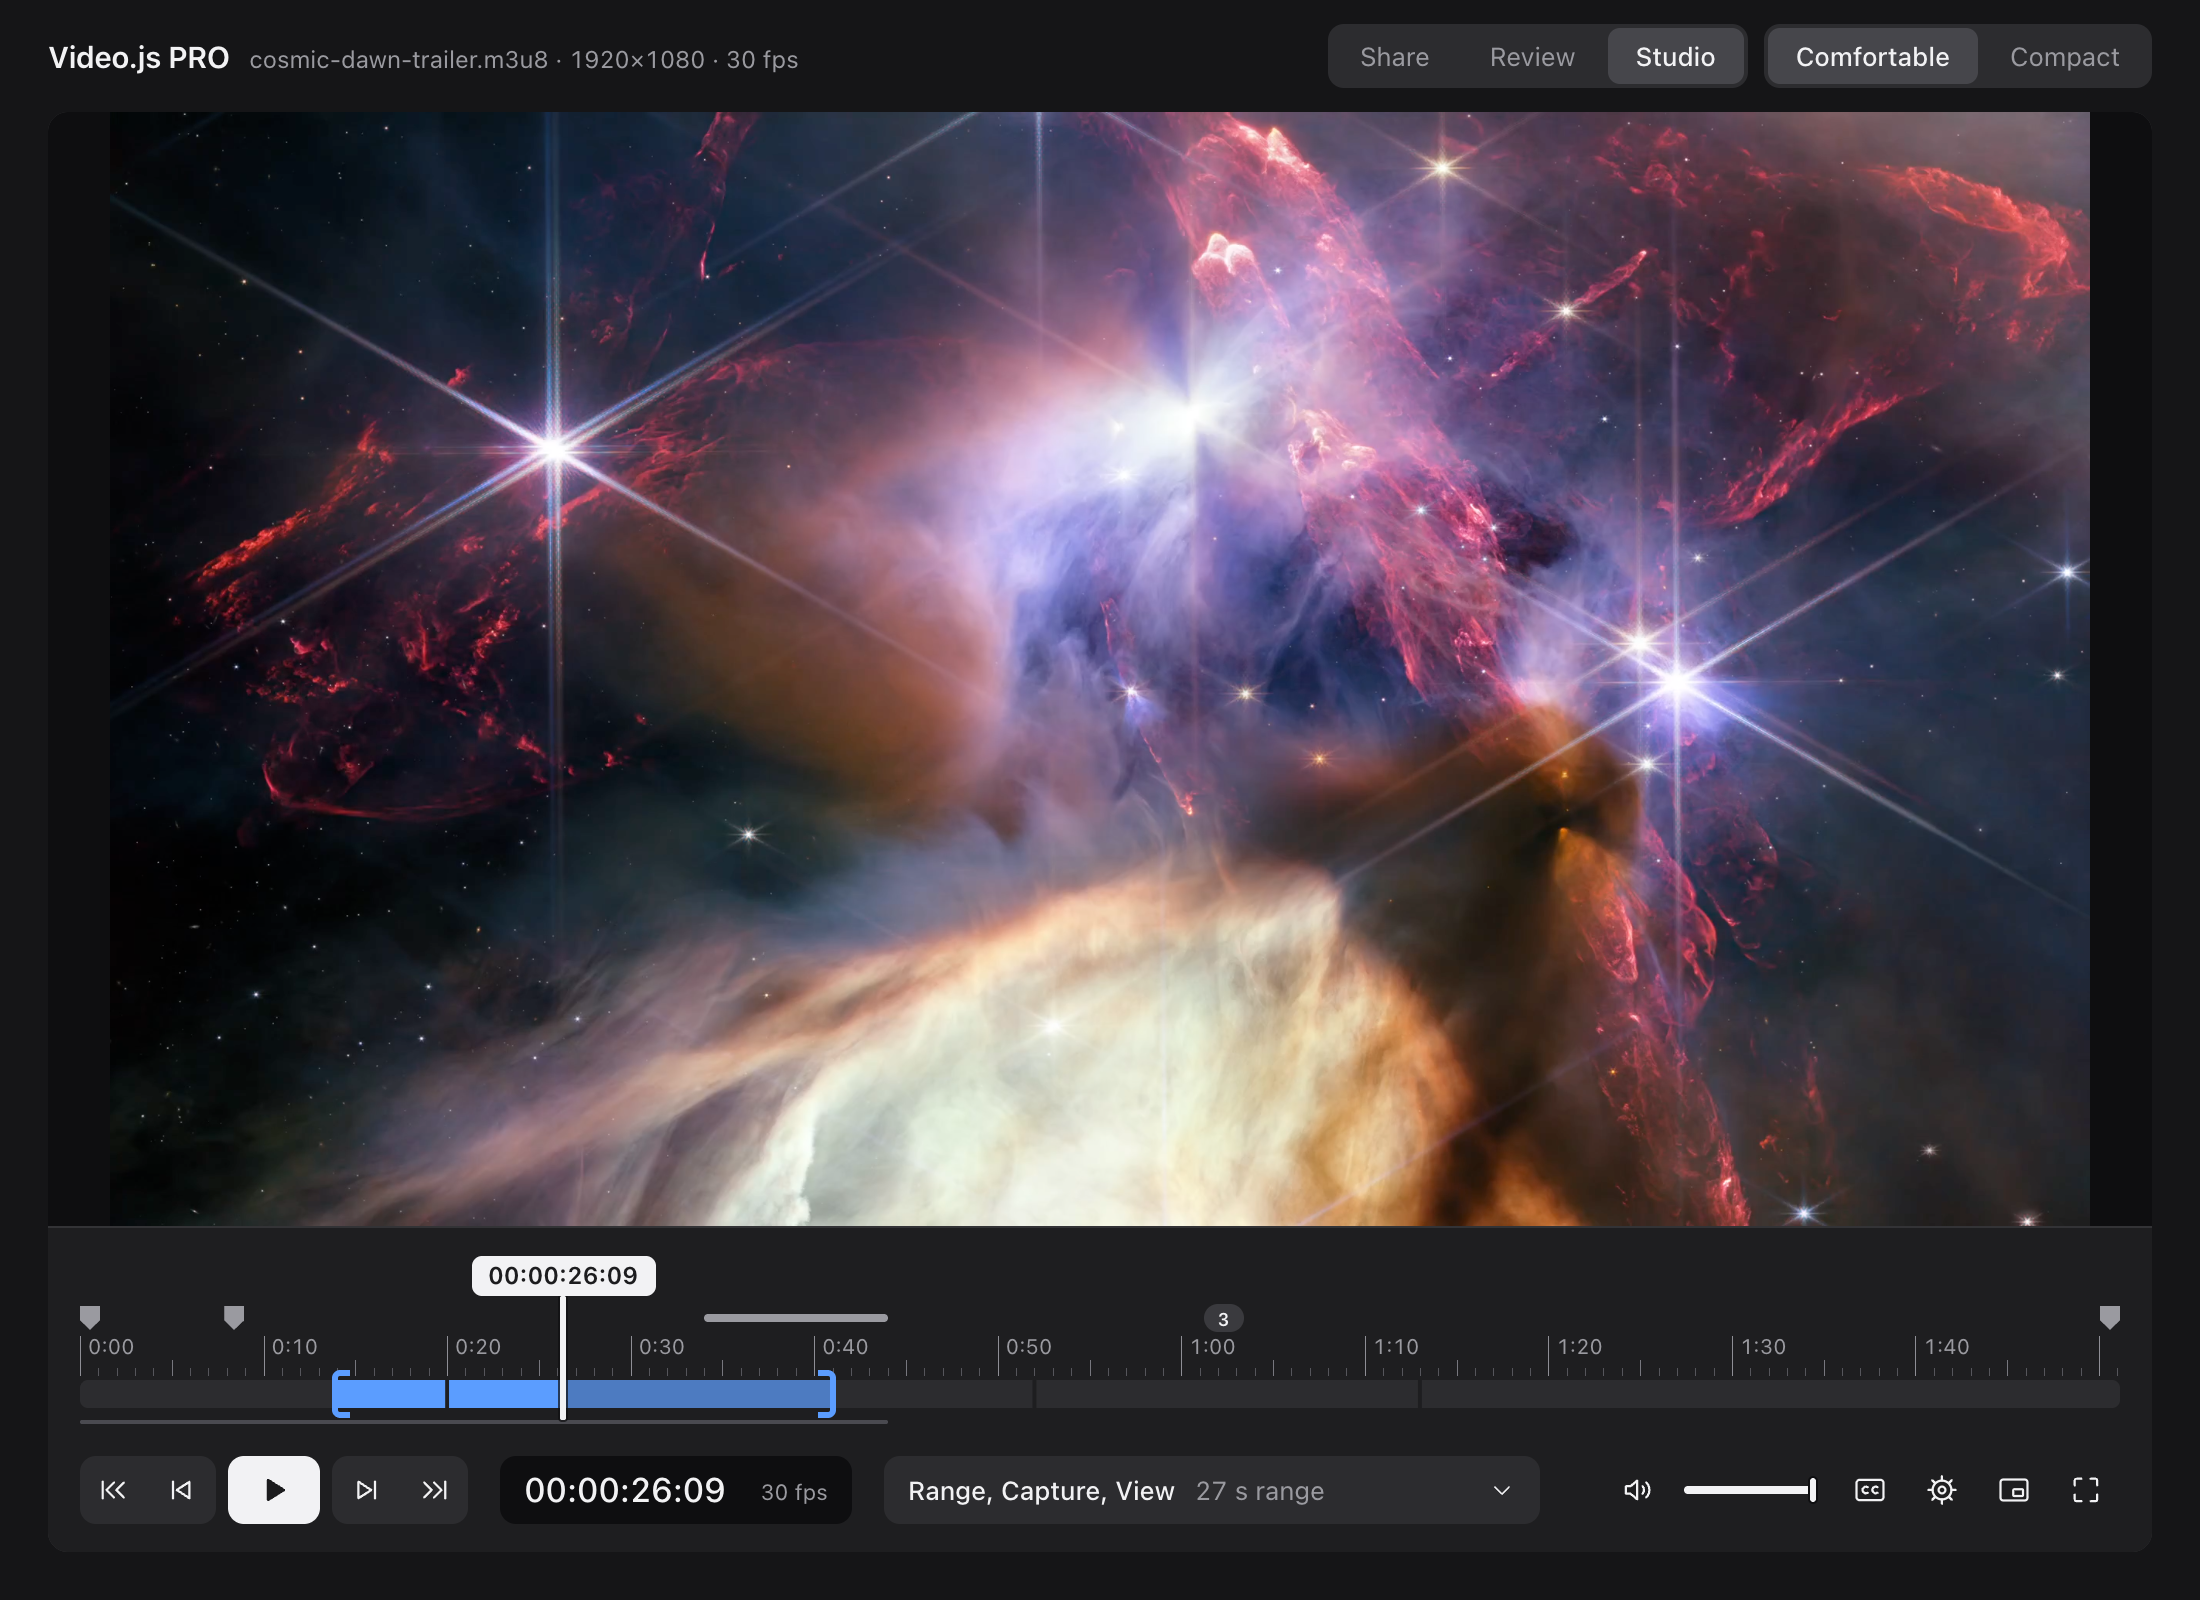 Video.js PRO cosmic-dawn-trailer.m3u8 · 1920×1080 · 30 fps Share Review Studio Comfortable Compact
00:00:26:09
3
0:00 0:10 0:20 0:30 0:40 0:50 1:00 1:10 1:20 1:30 1:40
00:00:26:09 30 fps Range, Capture, View 27 s range CC